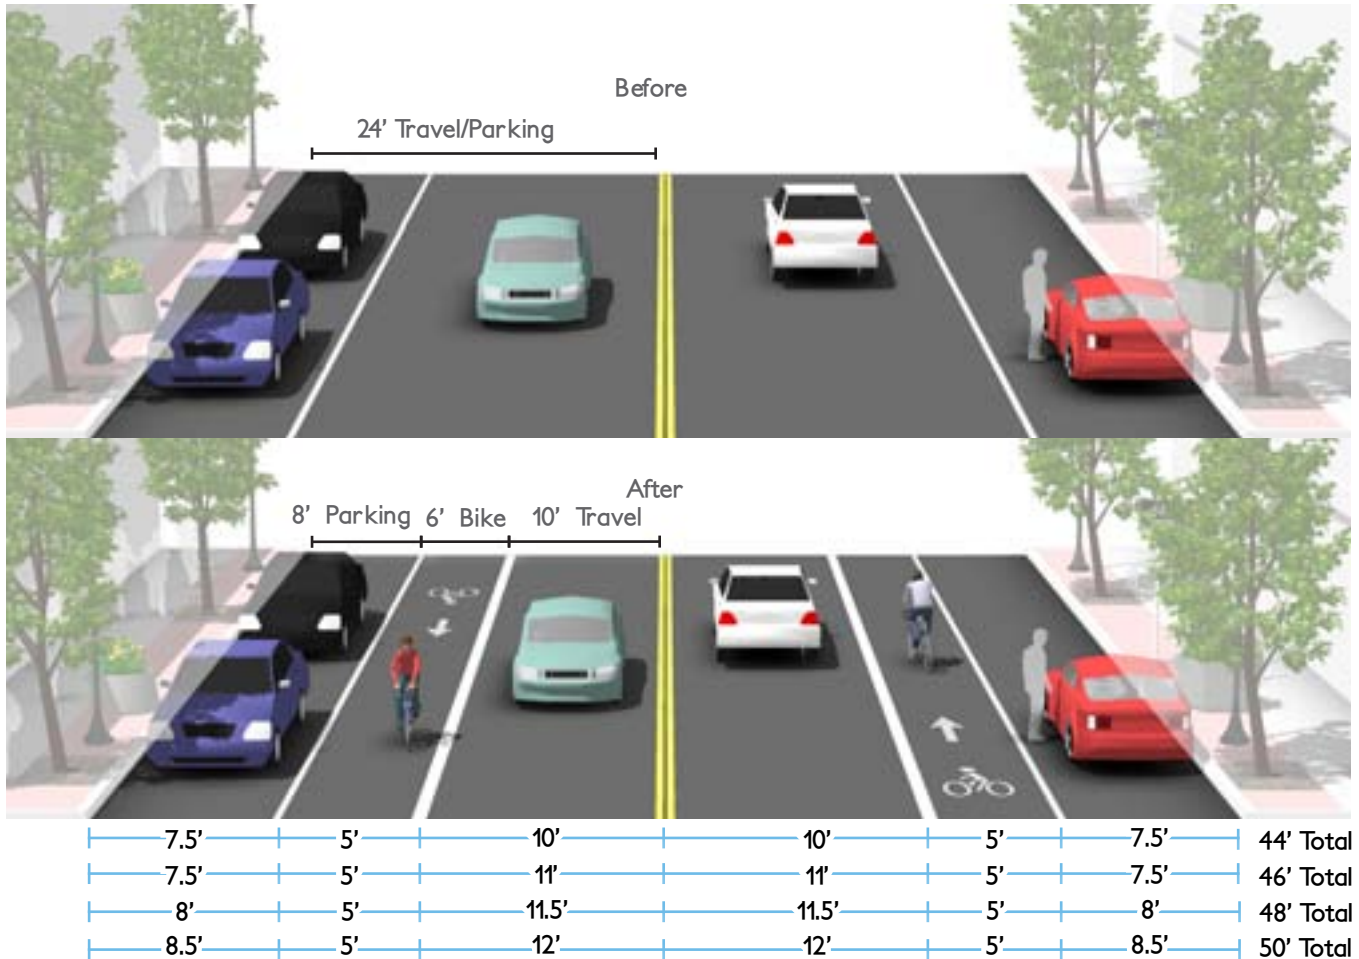 Before
24’ Travel/Parking
After
8’ Parking 6’ Bike 10’ Travel
7.5’ 5’ 10’ 10’ 5’ 7.5’ 44’ Total
7.5’ 5’ 11’ 11’ 5’ 7.5’ 46’ Total
8’ 5’ 11.5’ 11.5’ 5’ 8’ 48’ Total
8.5’ 5’ 12’ 12’ 5’ 8.5’ 50’ Total